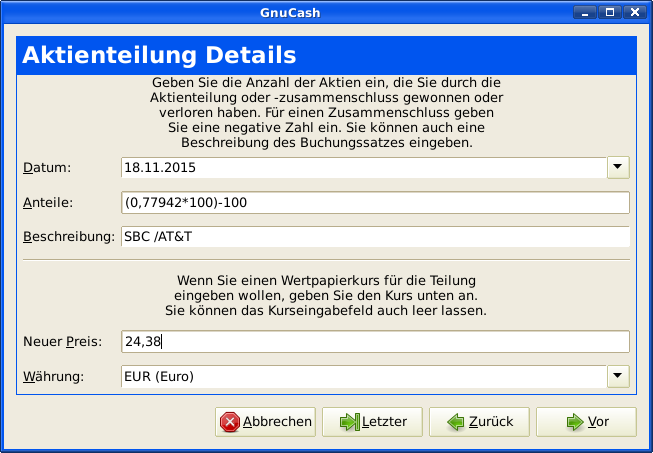 GnuCash
Aktienteilung Details
Geben Sie die Anzahl der Aktien ein, die Sie durch die
Aktienteilung oder -zusammenschluss gewonnen oder
verloren haben. Für einen Zusammenschluss geben
Sie eine negative Zahl ein. Sie können auch eine
Beschreibung des Buchungssatzes eingeben.
Datum: 18.11.2015
Anteile: (0,77942*100)-100
Beschreibung: SBC /AT&T
Wenn Sie einen Wertpapierkurs für die Teilung
eingeben wollen, geben Sie den Kurs unten an.
Sie können das Kurseingabefeld auch leer lassen.
Neuer Preis: 24,38
Währung: EUR (Euro)
Abbrechen Letzter Zurück Vor